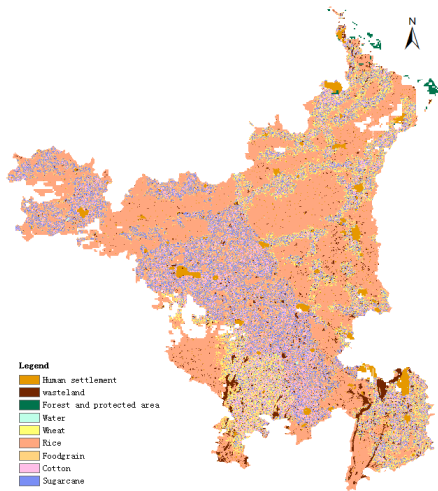 N
Legend
Human settlement
wasteland
Forest and protected area
Water
Wheat
Rice
Foodgrain
Cotton
Sugarcane